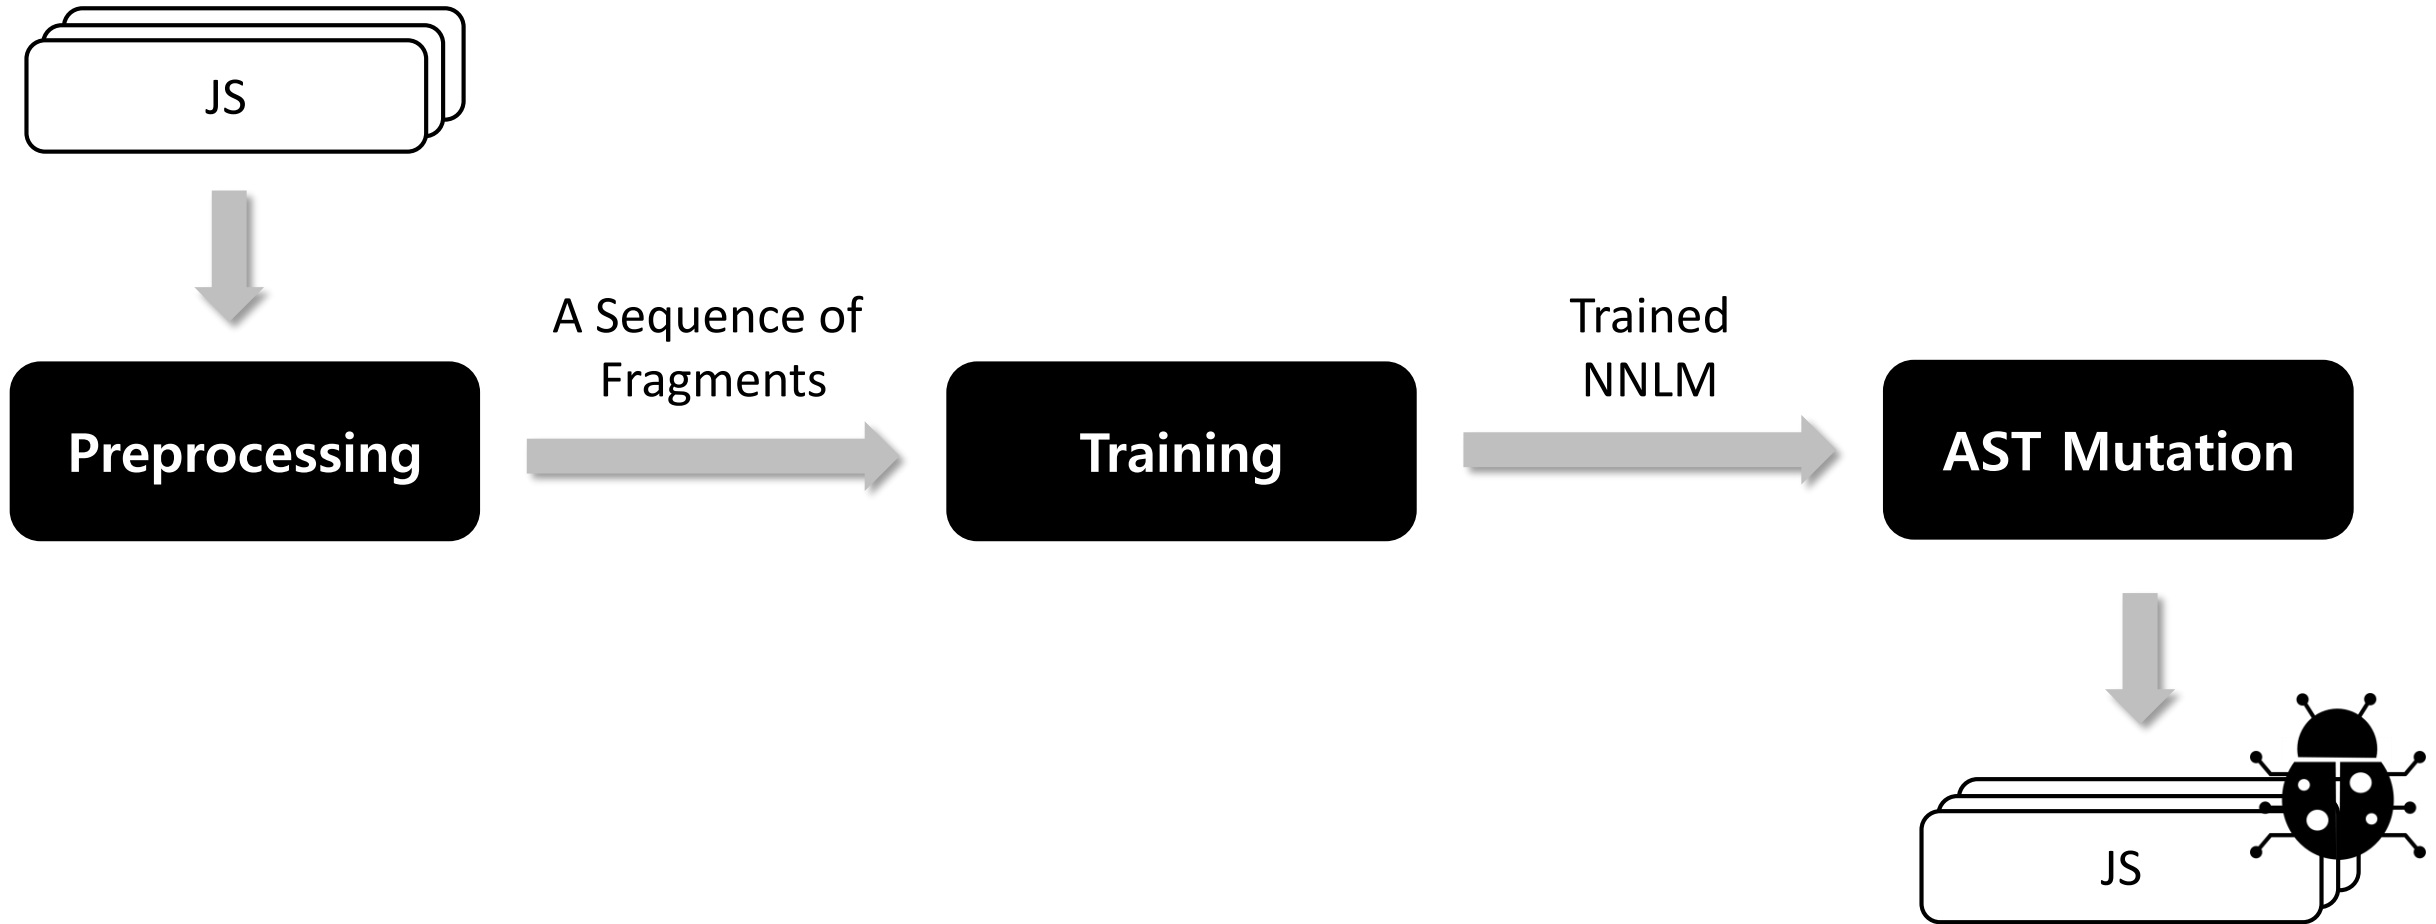 JS
A Sequence of
Fragments
Trained
NNLM
Preprocessing
Training
AST Mutation
JS